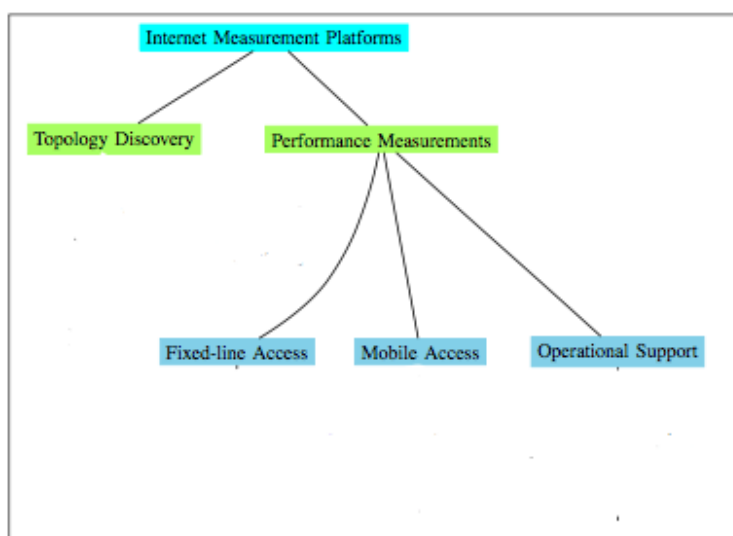 Internet Measurement Platforms
Topology Discovery
Performance Measurements
Fixed-line Access
Mobile Access
Operational Support